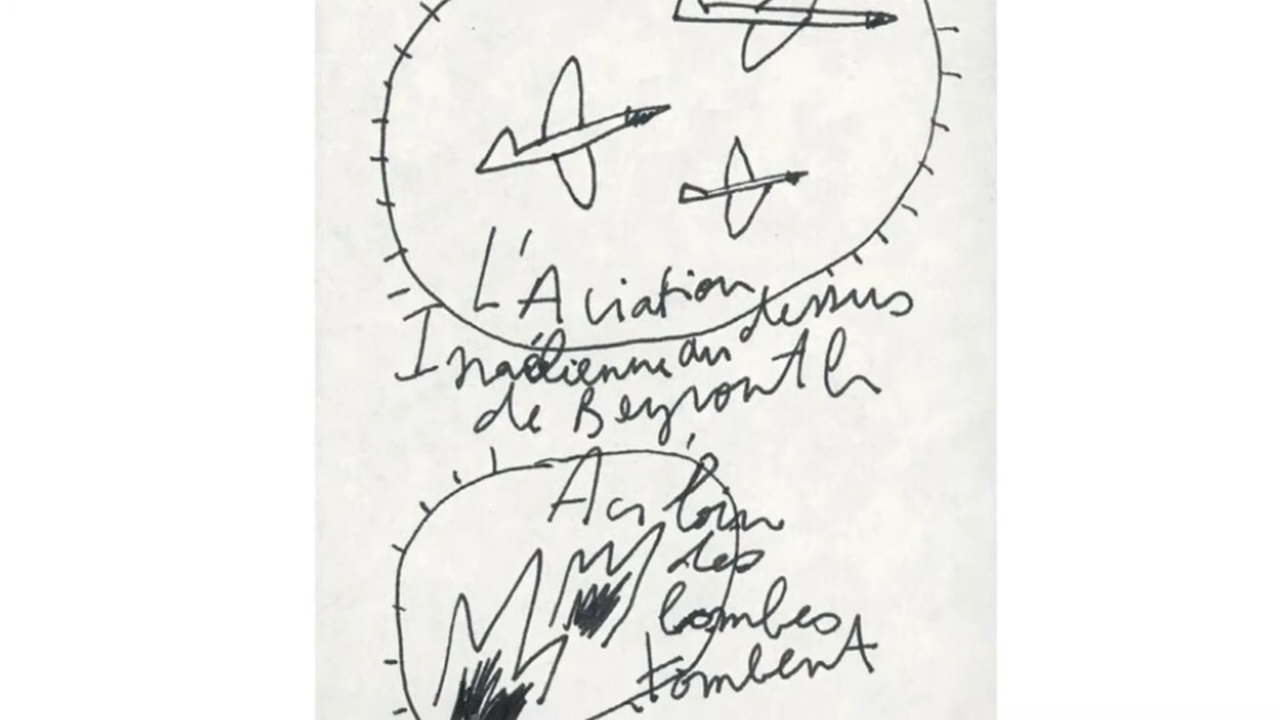 L'Aviation
Israélienne au dessus
de Beyrouth
Au loin
des
bombes
tombent